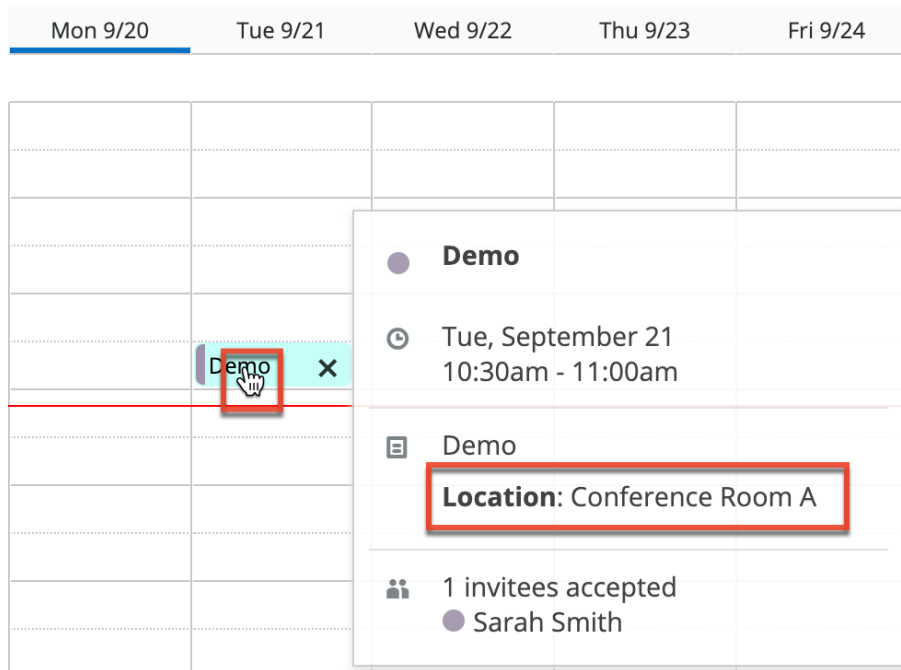 Mon 9/20 Tue 9/21 Wed 9/22 Thu 9/23 Fri 9/24
Demo
Demo
Tue, September 21
10:30am - 11:00am
Demo
Location: Conference Room A
1 invitees accepted
Sarah Smith